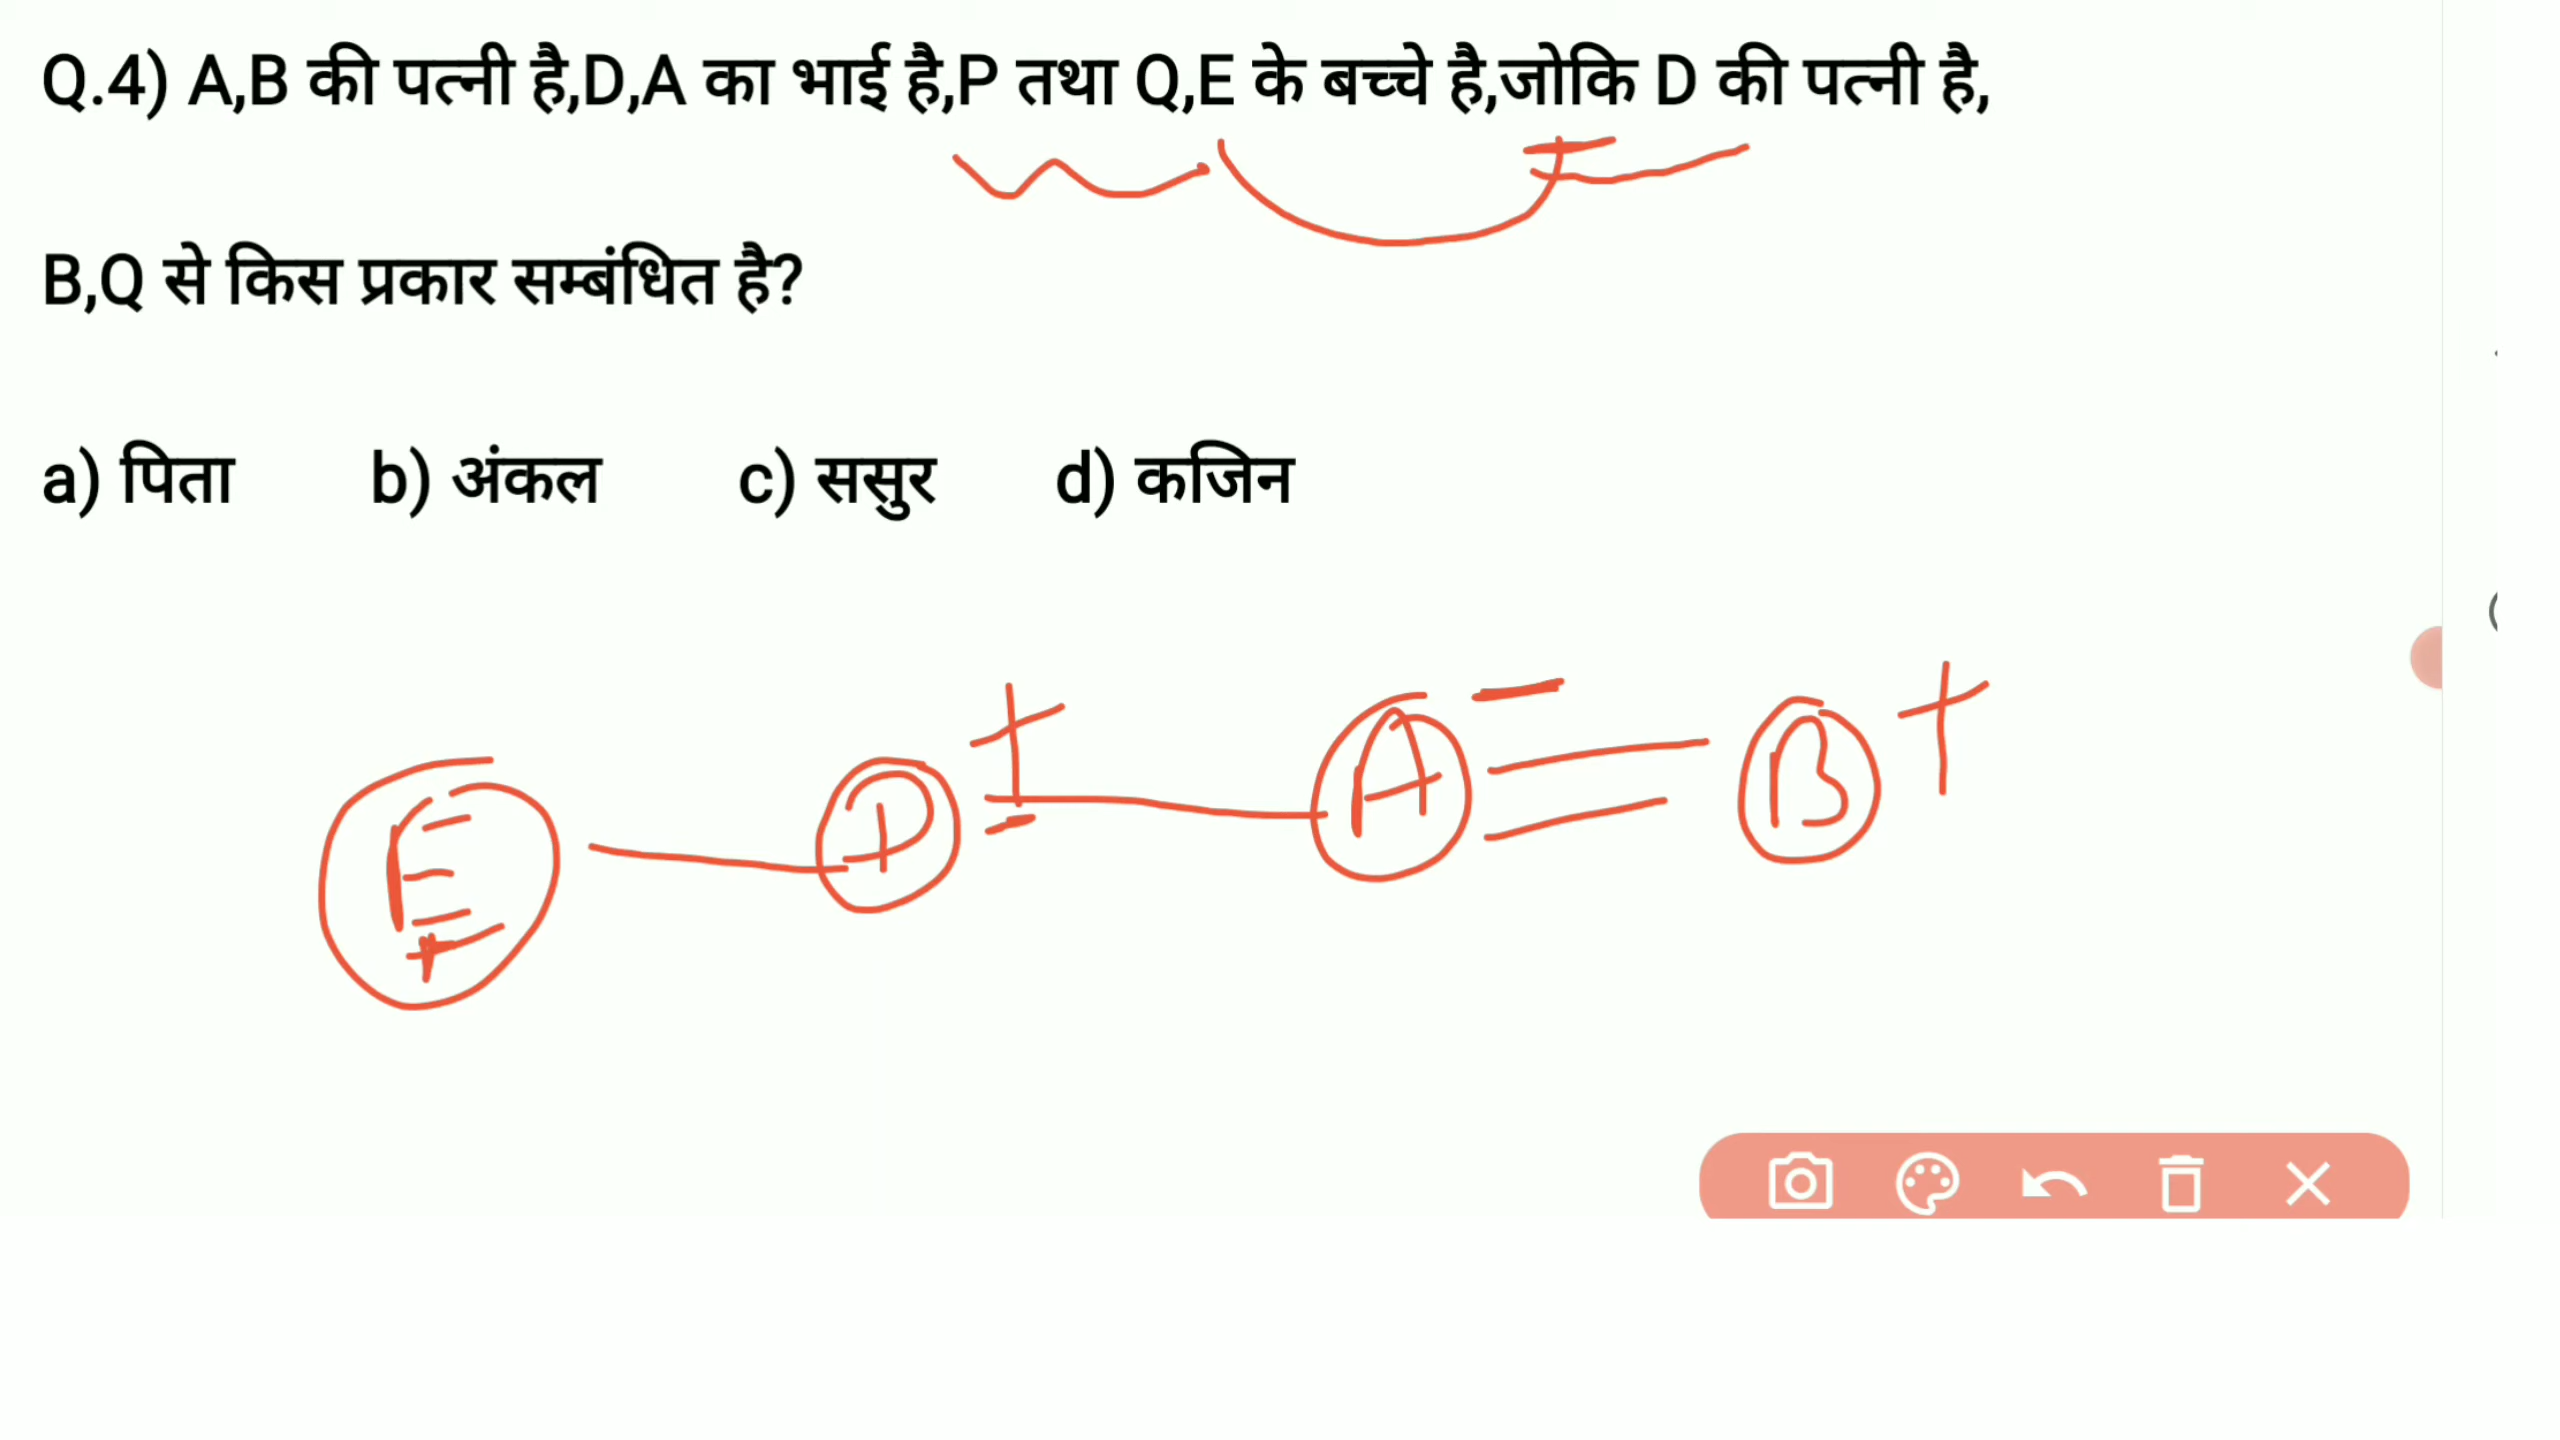 Q.4) A,B की पत्नी है,D,A का भाई है,P तथा Q,E के बच्चे है,जोकि D की पत्नी है,
B,Q से किस प्रकार सम्बंधित है?
a) पिता b) अंकल c) ससुर d) कजिन
E D + A - B +